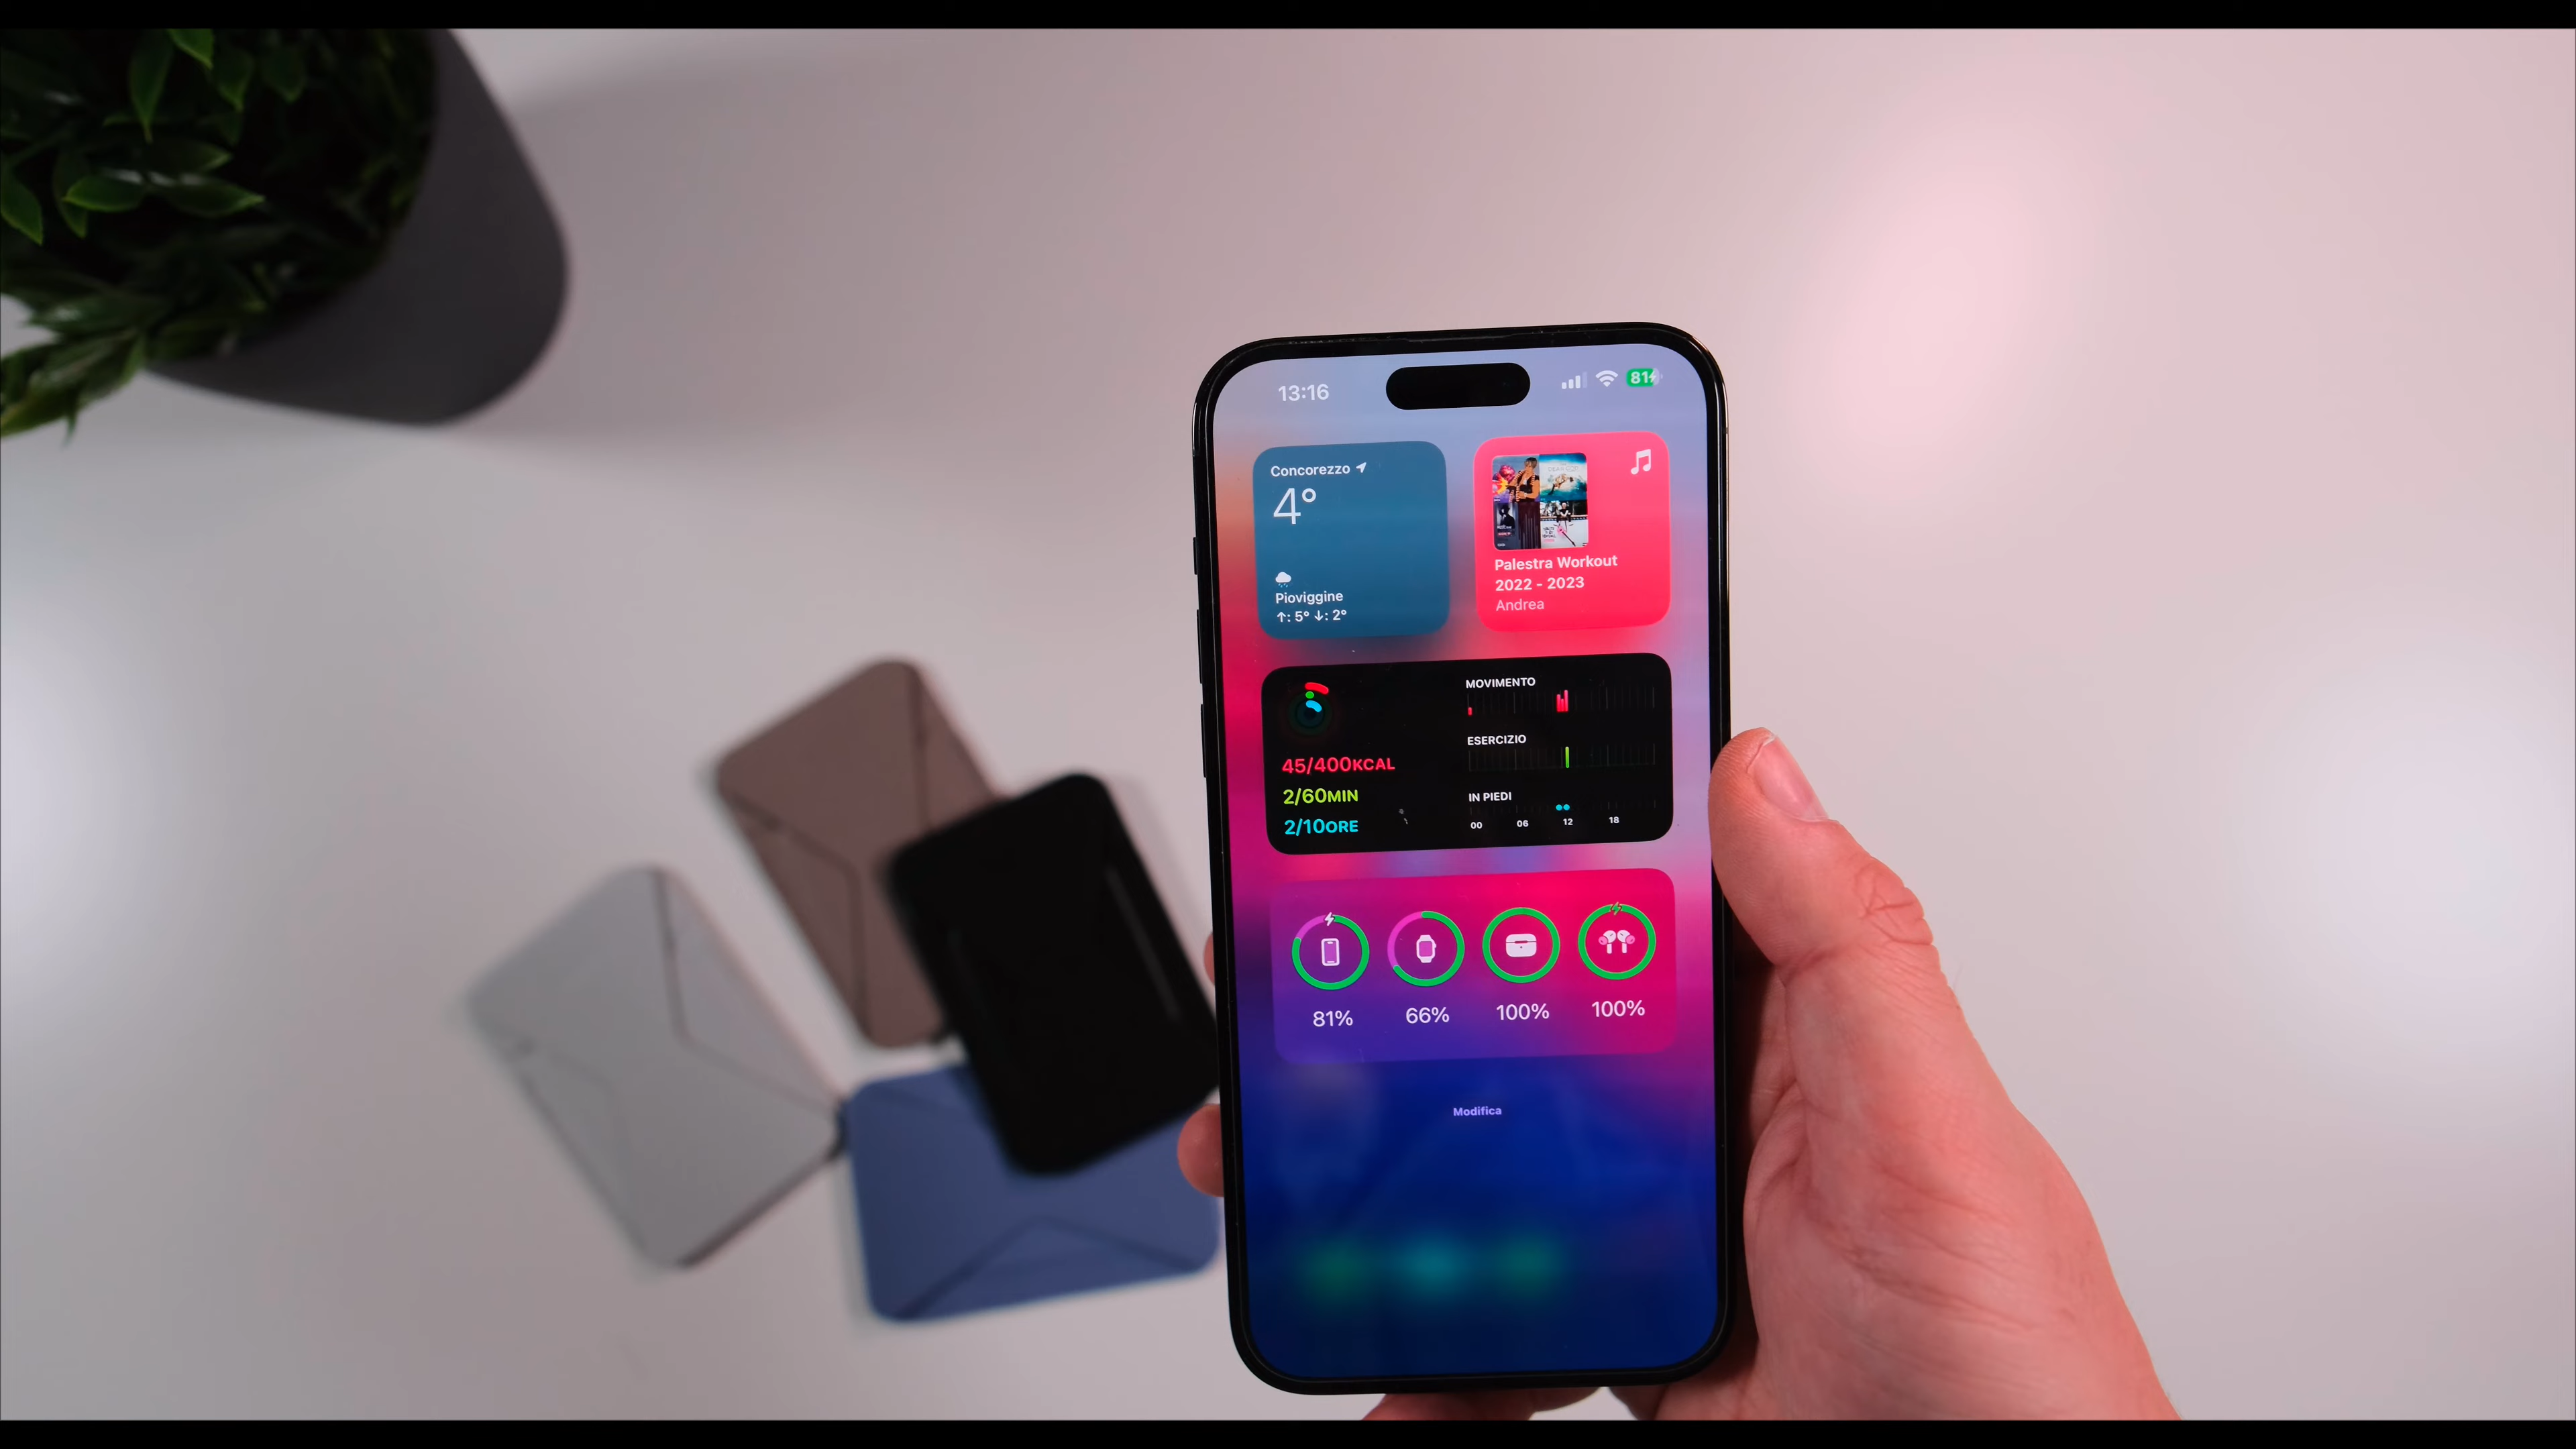 13:16
81
Concorezzo
4°
Pioviggine
↑: 5° ↓: 2°
Palestra Workout
2022 - 2023
Andrea
45/400KCAL
2/60MIN
2/10ORE
MOVIMENTO
ESERCIZIO
IN PIEDI
00 06 12 18
81% 66% 100% 100%
Modifica